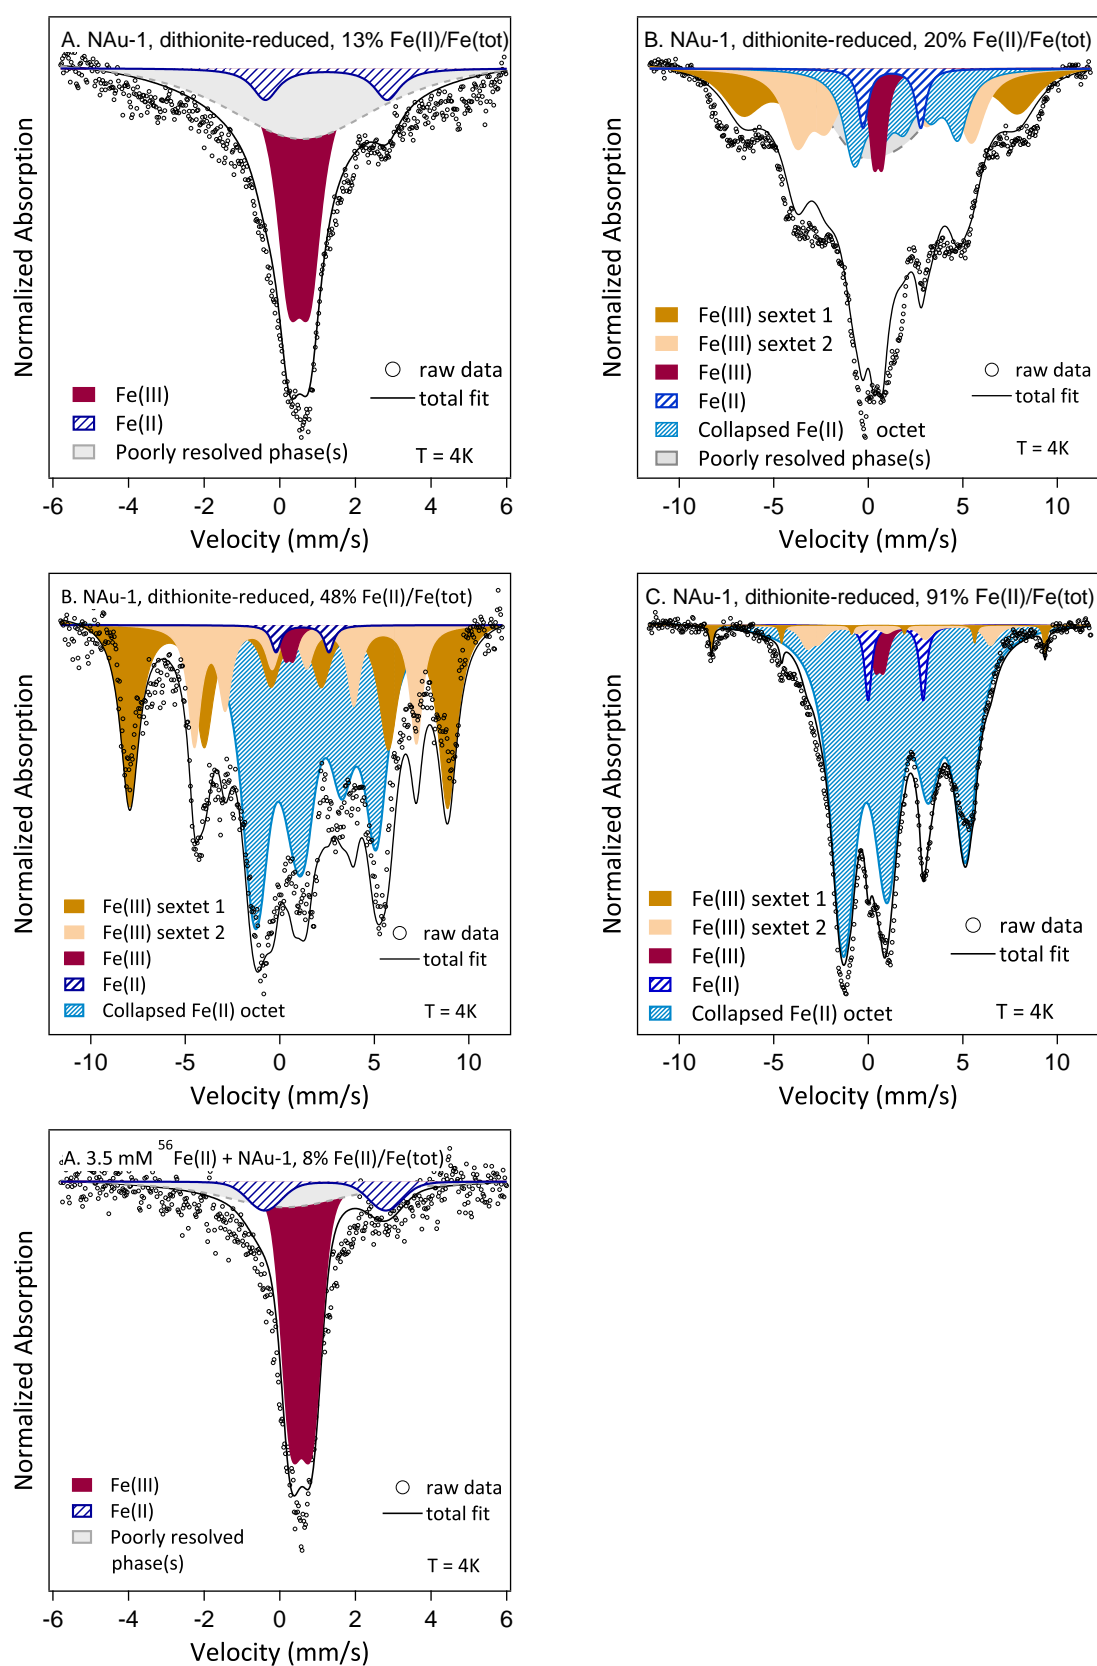 A. NAu-1, dithionite-reduced, 13% Fe(II)/Fe(tot)
Normalized Absorption
Fe(III)
Fe(II)
Poorly resolved phase(s)
raw data
total fit
T = 4K
-6 -4 -2 0 2 4 6
Velocity (mm/s)
B. NAu-1, dithionite-reduced, 20% Fe(II)/Fe(tot)
Normalized Absorption
Fe(III) sextet 1
Fe(III) sextet 2
Fe(III)
Fe(II)
Collapsed Fe(II) octet
Poorly resolved phase(s)
raw data
total fit
T = 4K
-10 -5 0 5 10
Velocity (mm/s)
B. NAu-1, dithionite-reduced, 48% Fe(II)/Fe(tot)
Normalized Absorption
Fe(III) sextet 1
Fe(III) sextet 2
Fe(III)
Fe(II)
Collapsed Fe(II) octet
raw data
total fit
T = 4K
-10 -5 0 5 10
Velocity (mm/s)
C. NAu-1, dithionite-reduced, 91% Fe(II)/Fe(tot)
Normalized Absorption
Fe(III) sextet 1
Fe(III) sextet 2
Fe(III)
Fe(II)
Collapsed Fe(II) octet
raw data
total fit
T = 4K
-10 -5 0 5 10
Velocity (mm/s)
A. 3.5 mM ⁵⁶Fe(II) + NAu-1, 8% Fe(II)/Fe(tot)
Normalized Absorption
Fe(III)
Fe(II)
Poorly resolved
phase(s)
raw data
total fit
T = 4K
-6 -4 -2 0 2 4 6
Velocity (mm/s)